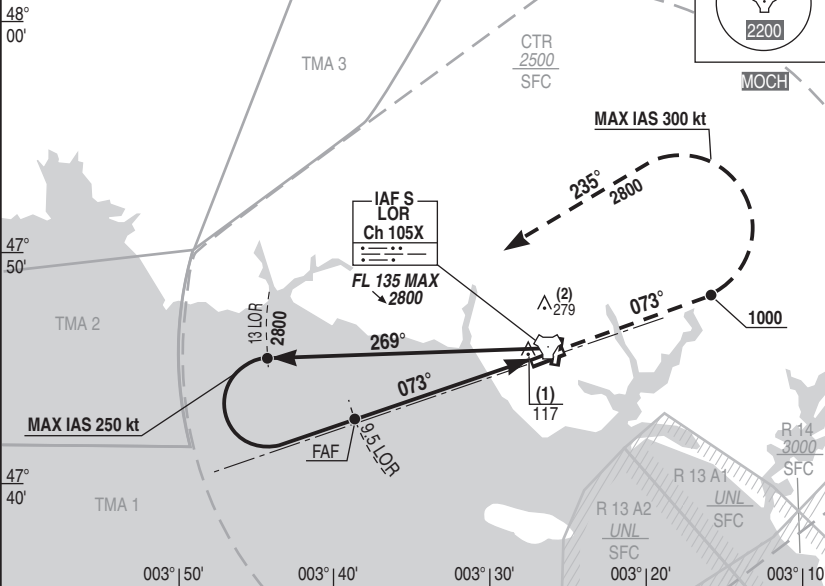 48°
00'
TMA 3
CTR
2500
SFC
2200
MOCH
MAX IAS 300 kt
235°
2800
IAF S
LOR
Ch 105X
FL 135 MAX
2800
47°
50'
(2)
279
073°
1000
TMA 2
13 LOR
2800
269°
073°
MAX IAS 250 kt
(1)
117
FAF
9.5 LOR
47°
40'
TMA 1
R 14
3000
SFC
R 13 A1
UNL
SFC
R 13 A2
UNL
SFC
003° 50'
003° 40'
003° 30'
003° 20'
003° 10